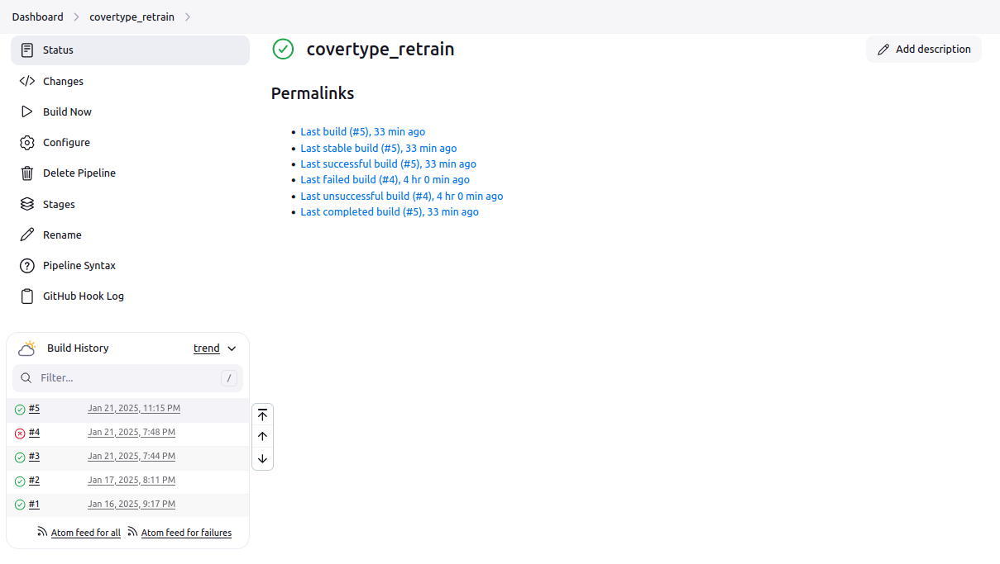 Dashboard > covertype_retrain >
Status
Changes
Build Now
Configure
Delete Pipeline
Stages
Rename
Pipeline Syntax
GitHub Hook Log
Build History trend
Filter... /
#5 Jan 21, 2025, 11:15 PM
#4 Jan 21, 2025, 7:48 PM
#3 Jan 21, 2025, 7:44 PM
#2 Jan 17, 2025, 8:11 PM
#1 Jan 16, 2025, 9:17 PM
Atom feed for all Atom feed for failures
covertype_retrain
Add description
Permalinks
• Last build (#5), 33 min ago
• Last stable build (#5), 33 min ago
• Last successful build (#5), 33 min ago
• Last failed build (#4), 4 hr 0 min ago
• Last unsuccessful build (#4), 4 hr 0 min ago
• Last completed build (#5), 33 min ago